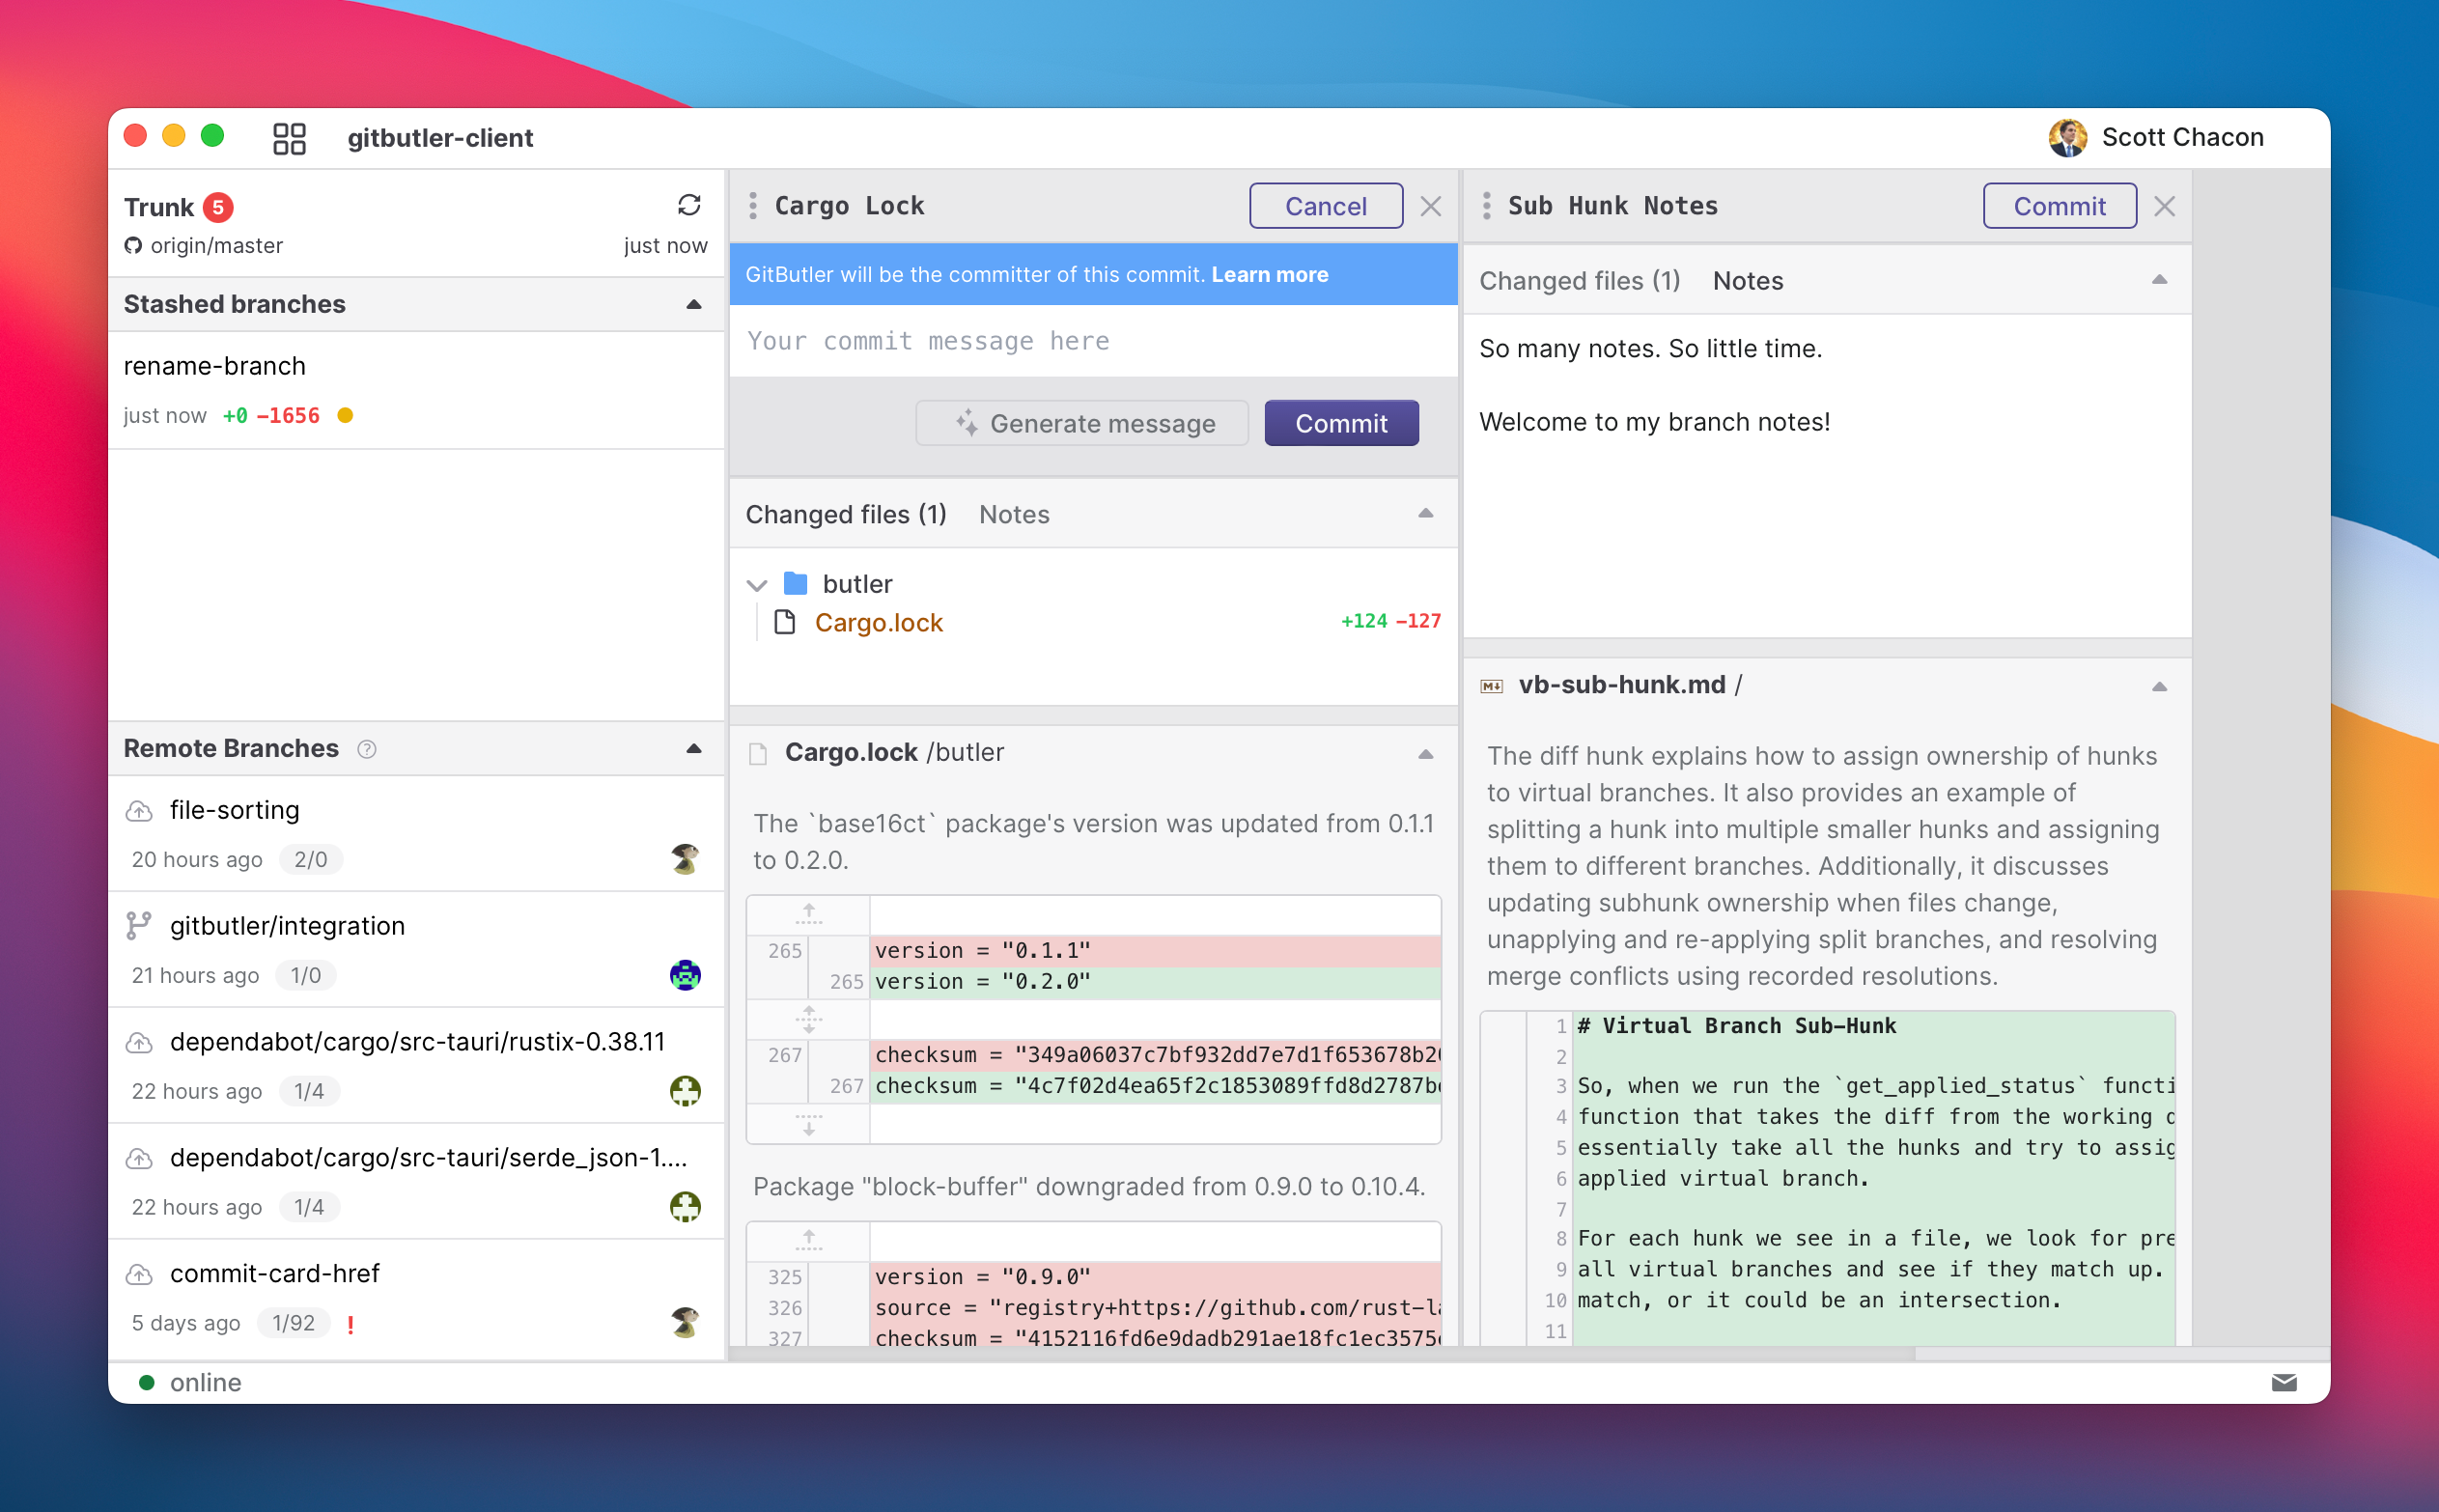 gitbutler-client
Scott Chacon
Trunk 5
origin/master just now
Stashed branches
rename-branch
just now +0 −1656
Remote Branches ?
file-sorting
20 hours ago 2/0
gitbutler/integration
21 hours ago 1/0
dependabot/cargo/src-tauri/rustix-0.38.11
22 hours ago 1/4
dependabot/cargo/src-tauri/serde_json-1....
22 hours ago 1/4
commit-card-href
5 days ago 1/92 !
online
Cargo Lock Cancel
GitButler will be the committer of this commit. Learn more
Your commit message here
Generate message Commit
Changed files (1) Notes
butler
Cargo.lock +124 −127
Cargo.lock /butler
The `base16ct` package's version was updated from 0.1.1
to 0.2.0.
265 version = "0.1.1"
265 version = "0.2.0"
267 checksum = "349a06037c7bf932dd7e7d1f653678b2
267 checksum = "4c7f02d4ea65f2c1853089ffd8d2787b
Package "block-buffer" downgraded from 0.9.0 to 0.10.4.
325 version = "0.9.0"
326 source = "registry+https://github.com/rust-l
327 checksum = "4152116fd6e9dadb291ae18fc1ec3575
Sub Hunk Notes Commit
Changed files (1) Notes
So many notes. So little time.
Welcome to my branch notes!
M↓ vb-sub-hunk.md /
The diff hunk explains how to assign ownership of hunks
to virtual branches. It also provides an example of
splitting a hunk into multiple smaller hunks and assigning
them to different branches. Additionally, it discusses
updating subhunk ownership when files change,
unapplying and re-applying split branches, and resolving
merge conflicts using recorded resolutions.
1 # Virtual Branch Sub-Hunk
2
3 So, when we run the `get_applied_status` functi
4 function that takes the diff from the working
5 essentially take all the hunks and try to assig
6 applied virtual branch.
7
8 For each hunk we see in a file, we look for pre
9 all virtual branches and see if they match up.
10 match, or it could be an intersection.
11